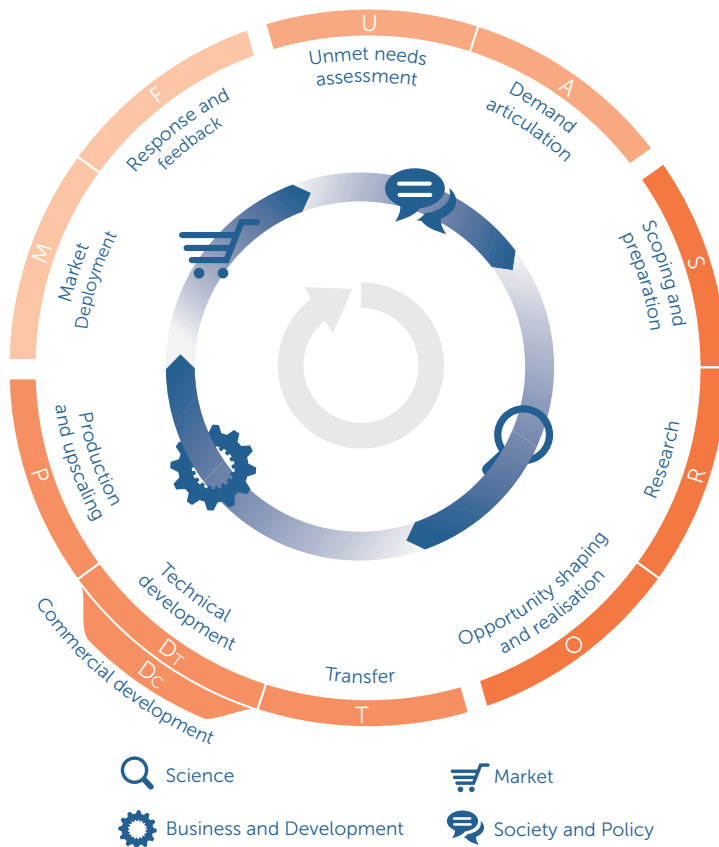 U
Unmet needs
assessment
A
Demand
articulation
S
Scoping and
preparation
R
Research
O
Opportunity shaping
and realisation
T
Transfer
DT
Technical
development
DC
Commercial development
P
Production
and upscaling
M
Market
Deployment
F
Response and
feedback
Science
Market
Business and Development
Society and Policy